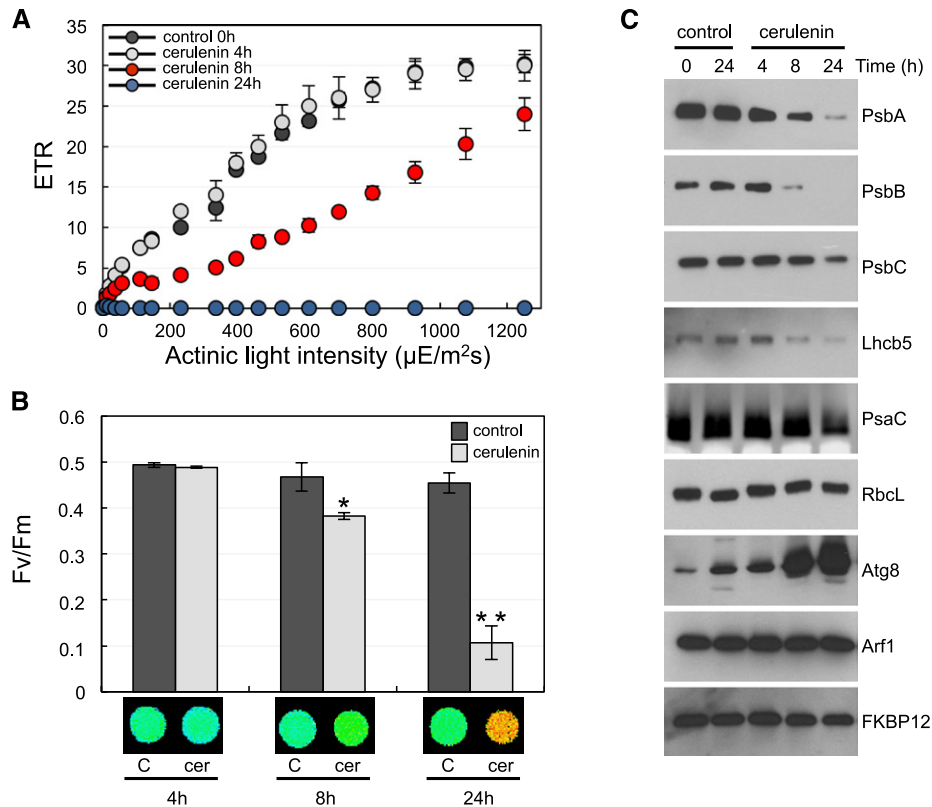 A
control 0h
cerulenin 4h
cerulenin 8h
cerulenin 24h
35
30
25
20
15
10
5
0
ETR
0 200 400 600 800 1000 1200
Actinic light intensity (µE/m²s)
B
control
cerulenin
0.6
0.5
0.4
0.3
0.2
0.1
0
Fv/Fm
*
* *
C cer C cer C cer
4h 8h 24h
C
control cerulenin
0 24 4 8 24 Time (h)
PsbA
PsbB
PsbC
Lhcb5
PsaC
RbcL
Atg8
Arf1
FKBP12